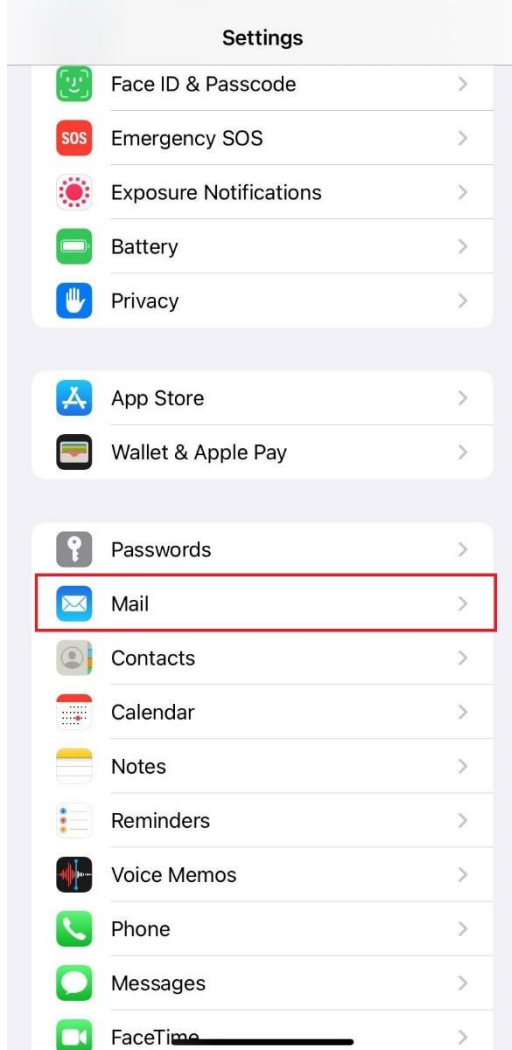 Settings
Face ID & Passcode
SOS Emergency SOS
Exposure Notifications
Battery
Privacy
App Store
Wallet & Apple Pay
Passwords
Mail
Contacts
Calendar
Notes
Reminders
Voice Memos
Phone
Messages
FaceTime